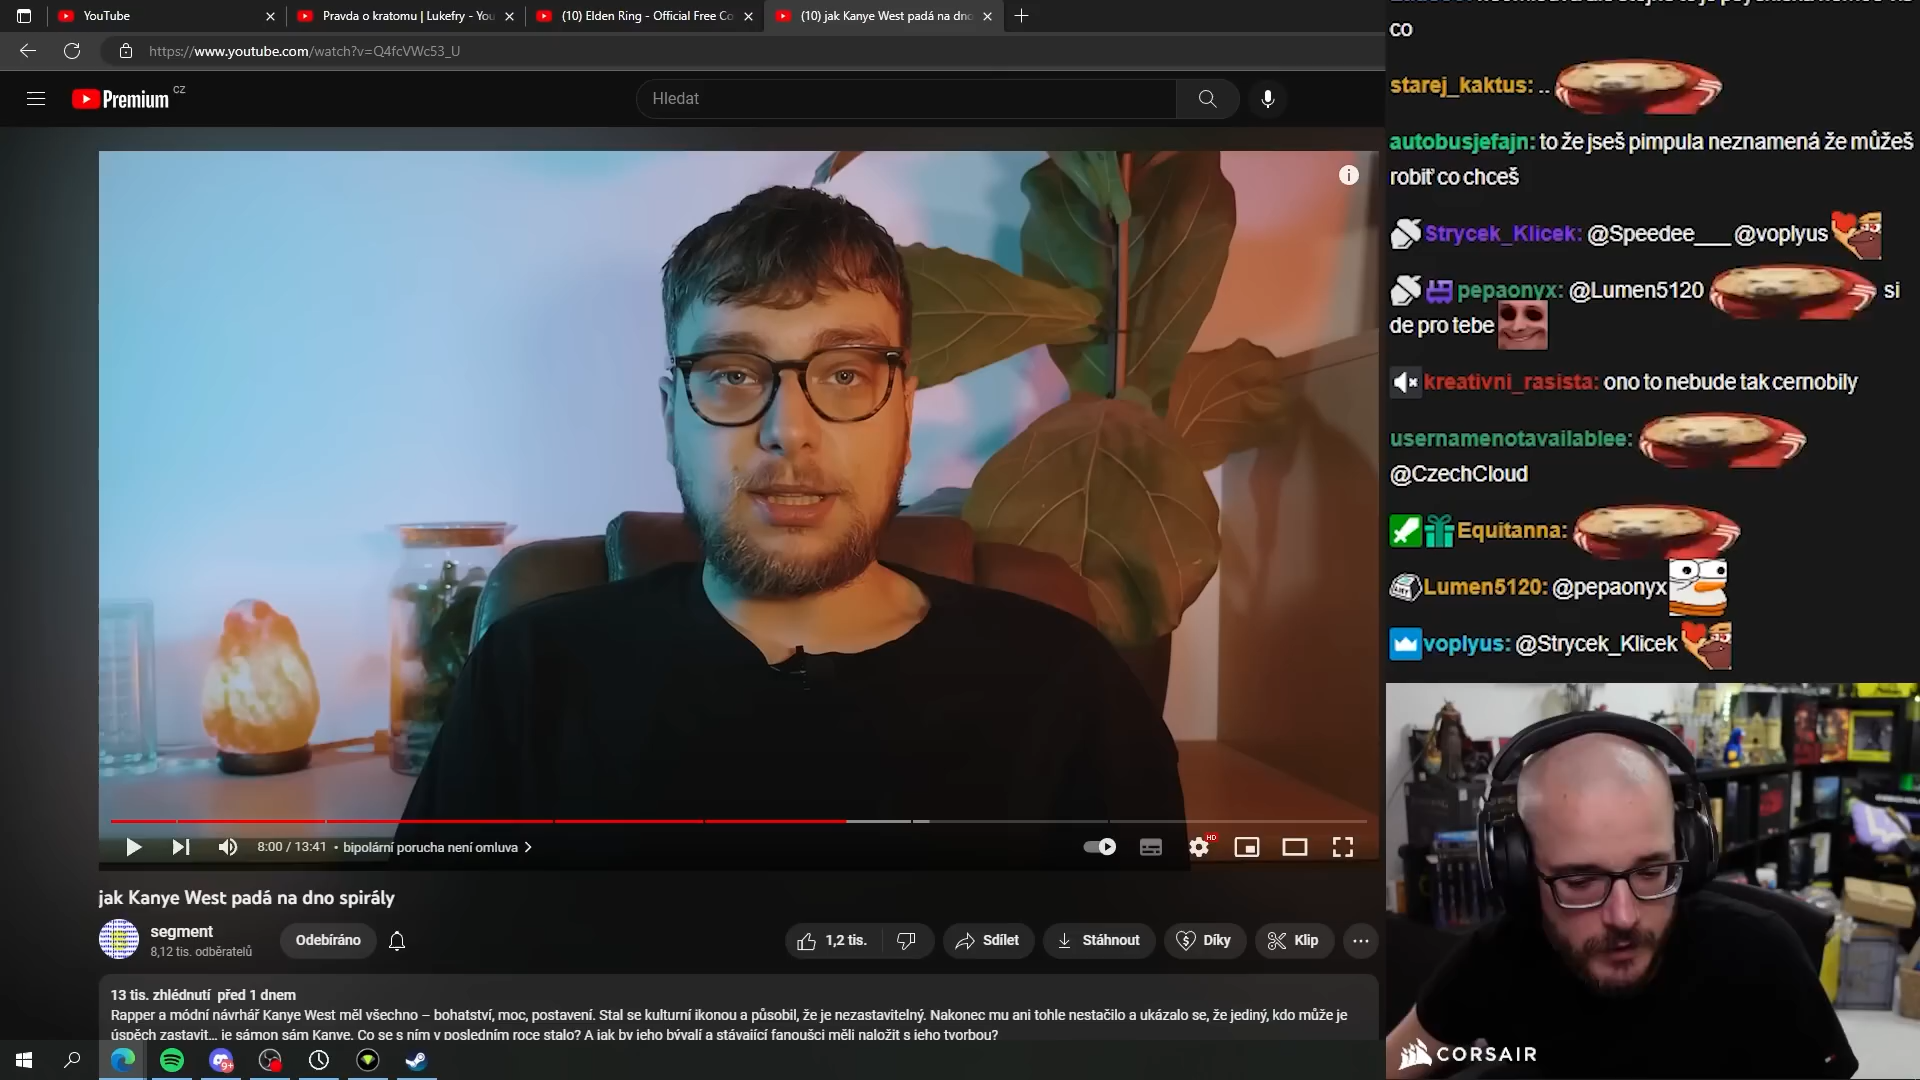 YouTube
Pravda o kratomu | Lukefry - You
(10) Elden Ring - Official Free Co
(10) jak Kanye West padá na dno
https://www.youtube.com/watch?v=Q4fcVWc53_U
Premium CZ
Hledat
8:00 / 13:41 • bipolární porucha není omluva
HD
jak Kanye West padá na dno spirály
segment
8,12 tis. odběratelů
Odebíráno
1,2 tis.
Sdílet
Stáhnout
Díky
Klip
13 tis. zhlédnutí před 1 dnem
Rapper a módní návrhář Kanye West měl všechno – bohatství, moc, postavení. Stal se kulturní ikonou a působil, že je nezastavitelný. Nakonec mu ani tohle nestačilo a ukázalo se, že jediný, kdo může je
úspěch zastavit... je sámon sám Kanye. Co se s ním v posledním roce stalo? A jak by jeho bývalí a stávající fanoušci měli naložit s jeho tvorbou?
9+
co
starej_kaktus: ..
autobusjefajn: to že jseš pimpula neznamená že můžeš
robiť co chceš
Strycek_Klicek: @Speedee___ @voplyus
pepaonyx: @Lumen5120 si
de pro tebe
kreativni_rasista: ono to nebude tak cernobily
usernamenotavailablee:
@CzechCloud
Equitanna:
Lumen5120: @pepaonyx
voplyus: @Strycek_Klicek
CORSAIR